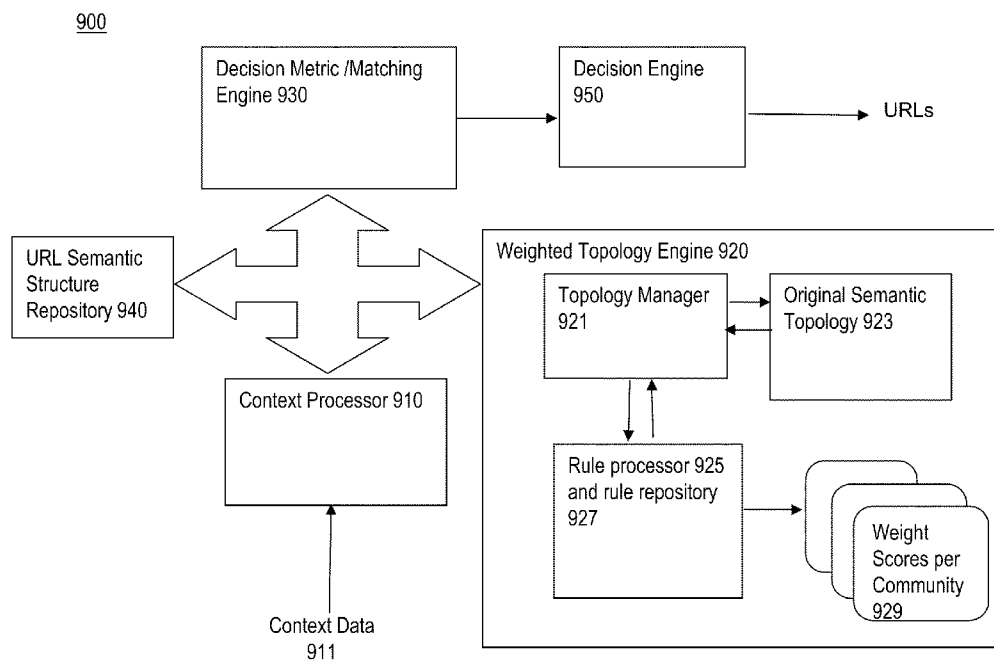 900
Decision Metric /Matching
Engine 930
Decision Engine
950
URLs
URL Semantic
Structure
Repository 940
Weighted Topology Engine 920
Topology Manager
921
Original Semantic
Topology 923
Context Processor 910
Rule processor 925
and rule repository
927
Weight
Scores per
Community
929
Context Data
911